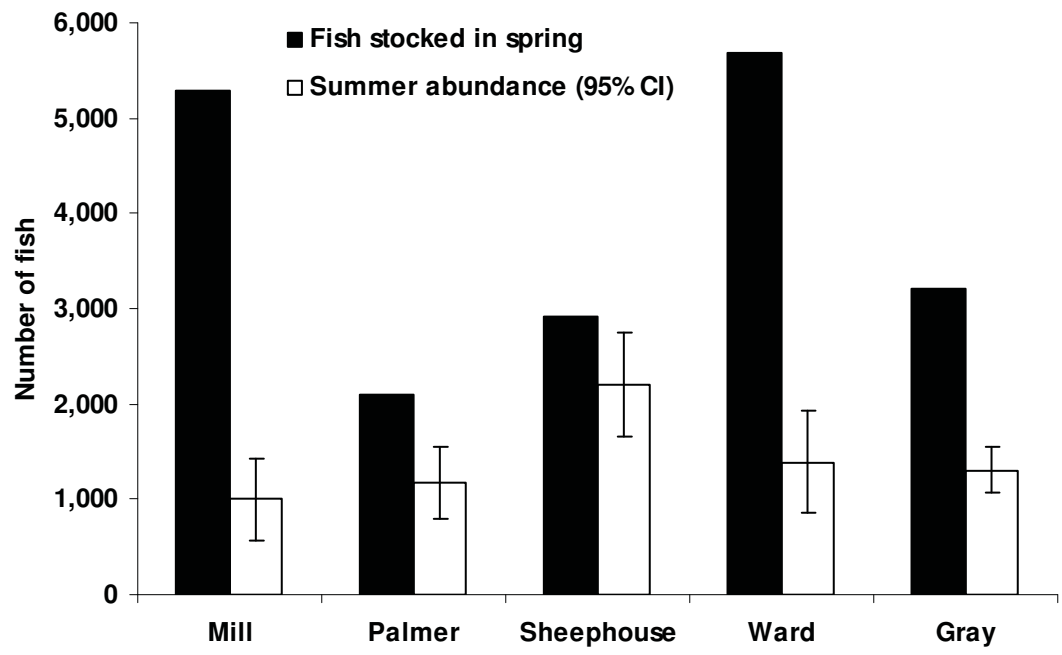 6,000
5,000
4,000
3,000
2,000
1,000
0
Number of fish
Fish stocked in spring
Summer abundance (95% CI)
Mill Palmer Sheephouse Ward Gray